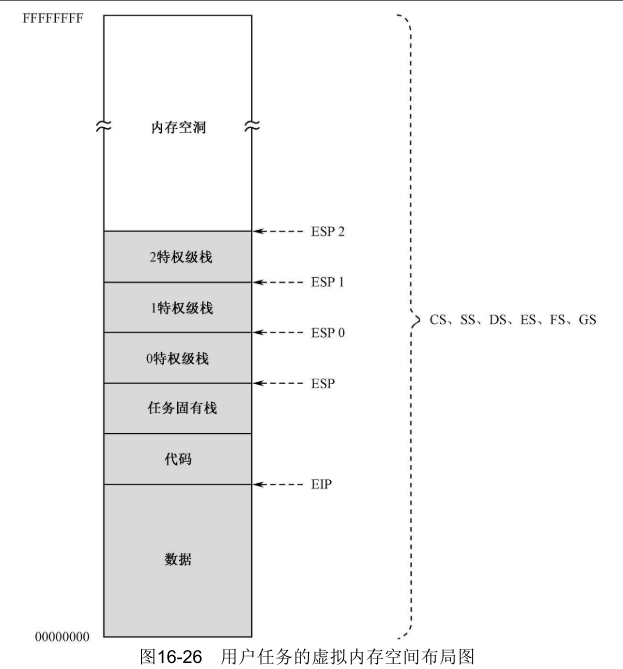 FFFFFFFF
内存空洞
ESP 2
2特权级栈
ESP 1
1特权级栈
CS、SS、DS、ES、FS、GS
ESP 0
0特权级栈
ESP
任务固有栈
代码
EIP
数据
00000000
图16-26 用户任务的虚拟内存空间布局图